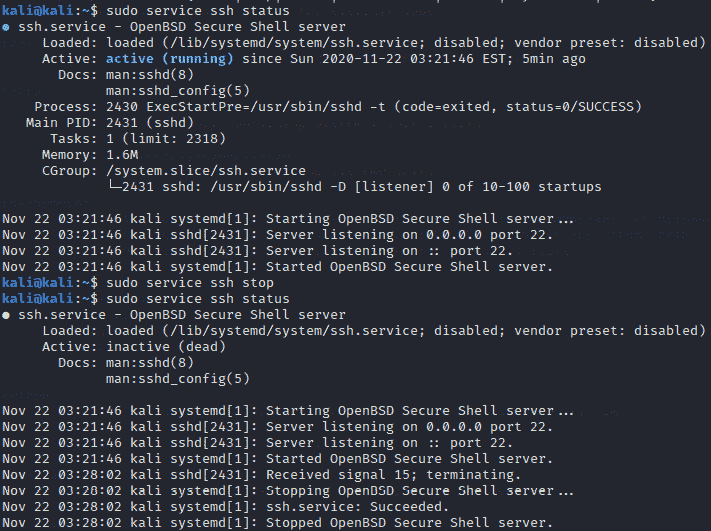 kali@kali:~$ sudo service ssh status
● ssh.service - OpenBSD Secure Shell server
     Loaded: loaded (/lib/systemd/system/ssh.service; disabled; vendor preset: disabled)
     Active: active (running) since Sun 2020-11-22 03:21:46 EST; 5min ago
       Docs: man:sshd(8)
             man:sshd_config(5)
    Process: 2430 ExecStartPre=/usr/sbin/sshd -t (code=exited, status=0/SUCCESS)
   Main PID: 2431 (sshd)
      Tasks: 1 (limit: 2318)
     Memory: 1.6M
     CGroup: /system.slice/ssh.service
             └─2431 sshd: /usr/sbin/sshd -D [listener] 0 of 10-100 startups

Nov 22 03:21:46 kali systemd[1]: Starting OpenBSD Secure Shell server...
Nov 22 03:21:46 kali sshd[2431]: Server listening on 0.0.0.0 port 22.
Nov 22 03:21:46 kali sshd[2431]: Server listening on :: port 22.
Nov 22 03:21:46 kali systemd[1]: Started OpenBSD Secure Shell server.
kali@kali:~$ sudo service ssh stop
kali@kali:~$ sudo service ssh status
● ssh.service - OpenBSD Secure Shell server
     Loaded: loaded (/lib/systemd/system/ssh.service; disabled; vendor preset: disabled)
     Active: inactive (dead)
       Docs: man:sshd(8)
             man:sshd_config(5)

Nov 22 03:21:46 kali systemd[1]: Starting OpenBSD Secure Shell server...
Nov 22 03:21:46 kali sshd[2431]: Server listening on 0.0.0.0 port 22.
Nov 22 03:21:46 kali sshd[2431]: Server listening on :: port 22.
Nov 22 03:21:46 kali systemd[1]: Started OpenBSD Secure Shell server.
Nov 22 03:28:02 kali sshd[2431]: Received signal 15; terminating.
Nov 22 03:28:02 kali systemd[1]: Stopping OpenBSD Secure Shell server...
Nov 22 03:28:02 kali systemd[1]: ssh.service: Succeeded.
Nov 22 03:28:02 kali systemd[1]: Stopped OpenBSD Secure Shell server.